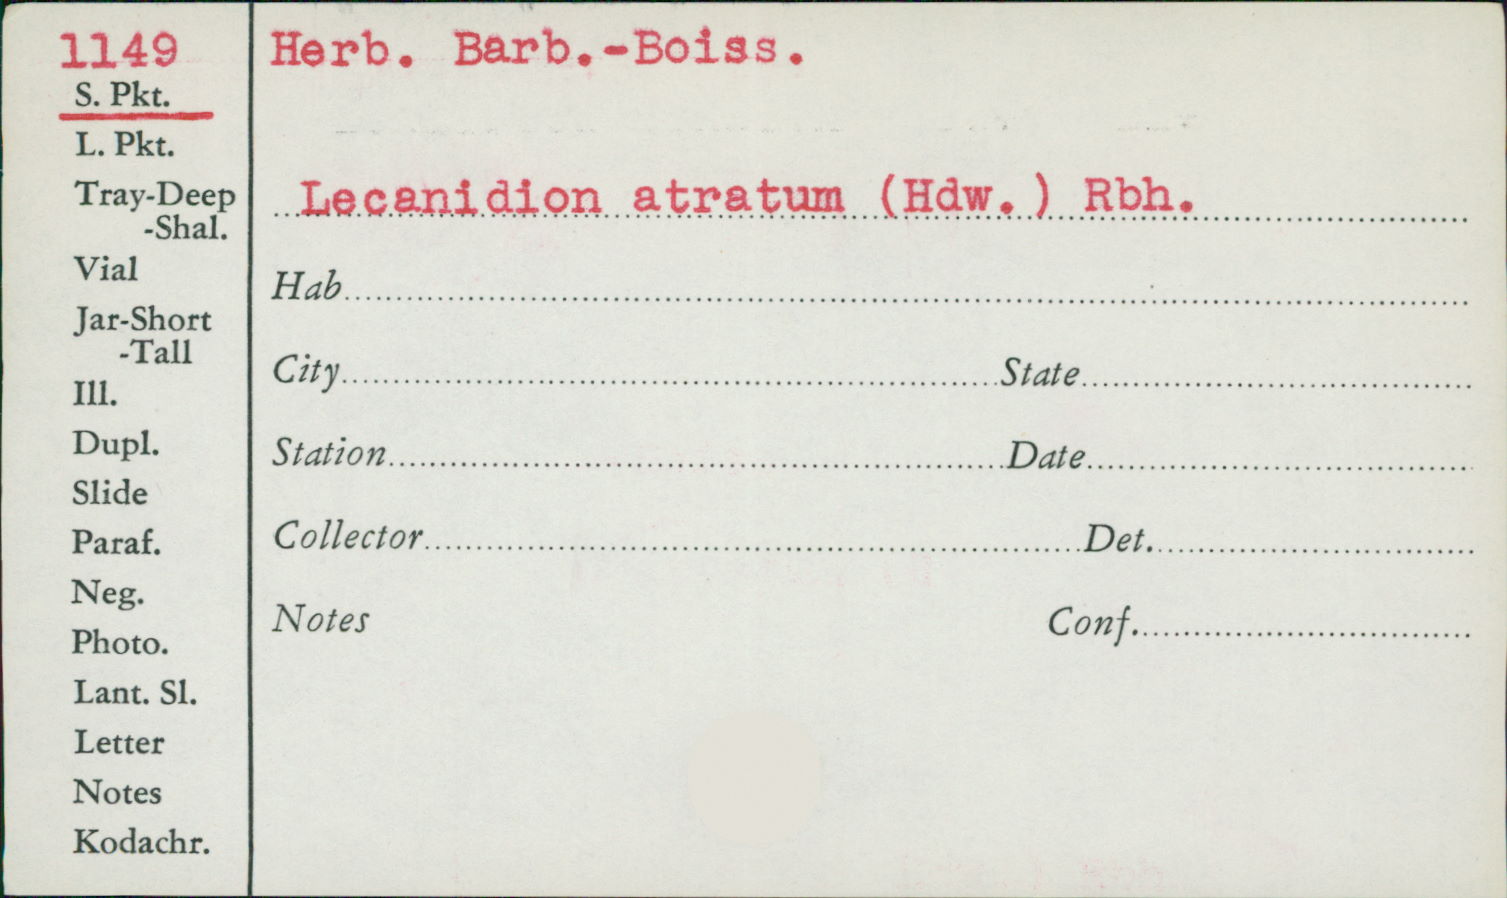 1149
S. Pkt.
L. Pkt.
Tray-Deep
-Shal.
Vial
Jar-Short
-Tall
Ill.
Dupl.
Slide
Paraf.
Neg.
Photo.
Lant. Sl.
Letter
Notes
Kodachr.
Herb. Barb.-Boiss.
Lecanidion atratum (Hdw.) Rbh.
Hab
City State
Station Date
Collector Det.
Notes Conf.